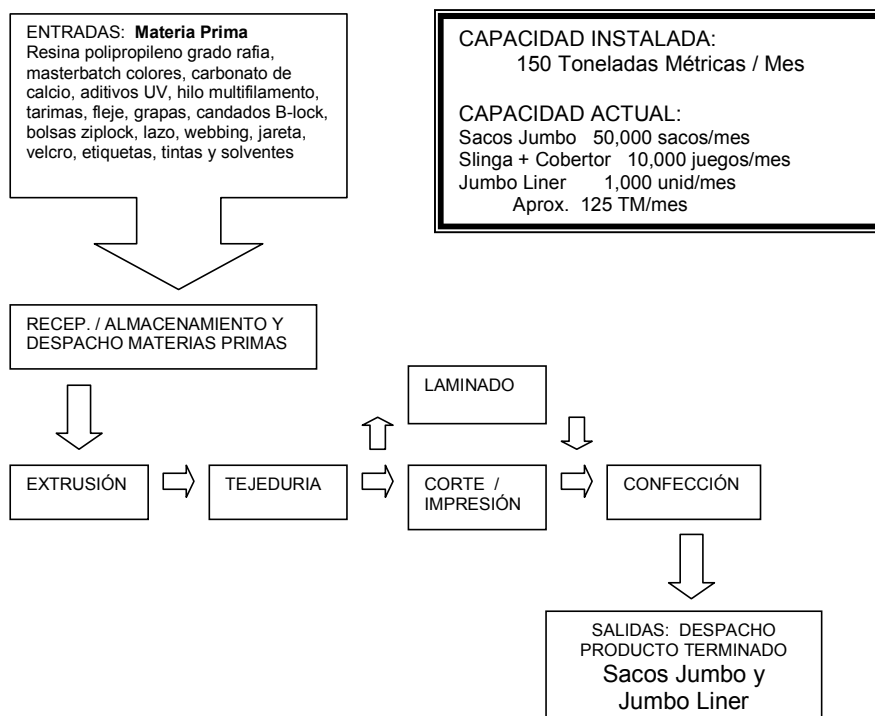 ENTRADAS: Materia Prima
Resina polipropileno grado rafia,
masterbatch colores, carbonato de
calcio, aditivos UV, hilo multifilamento,
tarimas, fleje, grapas, candados B-lock,
bolsas ziplock, lazo, webbing, jareta,
velcro, etiquetas, tintas y solventes
CAPACIDAD INSTALADA:
150 Toneladas Métricas / Mes
CAPACIDAD ACTUAL:
Sacos Jumbo 50,000 sacos/mes
Slinga + Cobertor 10,000 juegos/mes
Jumbo Liner 1,000 unid/mes
Aprox. 125 TM/mes
RECEP. / ALMACENAMIENTO Y
DESPACHO MATERIAS PRIMAS
LAMINADO
EXTRUSIÓN
TEJEDURIA
CORTE /
IMPRESIÓN
CONFECCIÓN
SALIDAS: DESPACHO
PRODUCTO TERMINADO
Sacos Jumbo y
Jumbo Liner